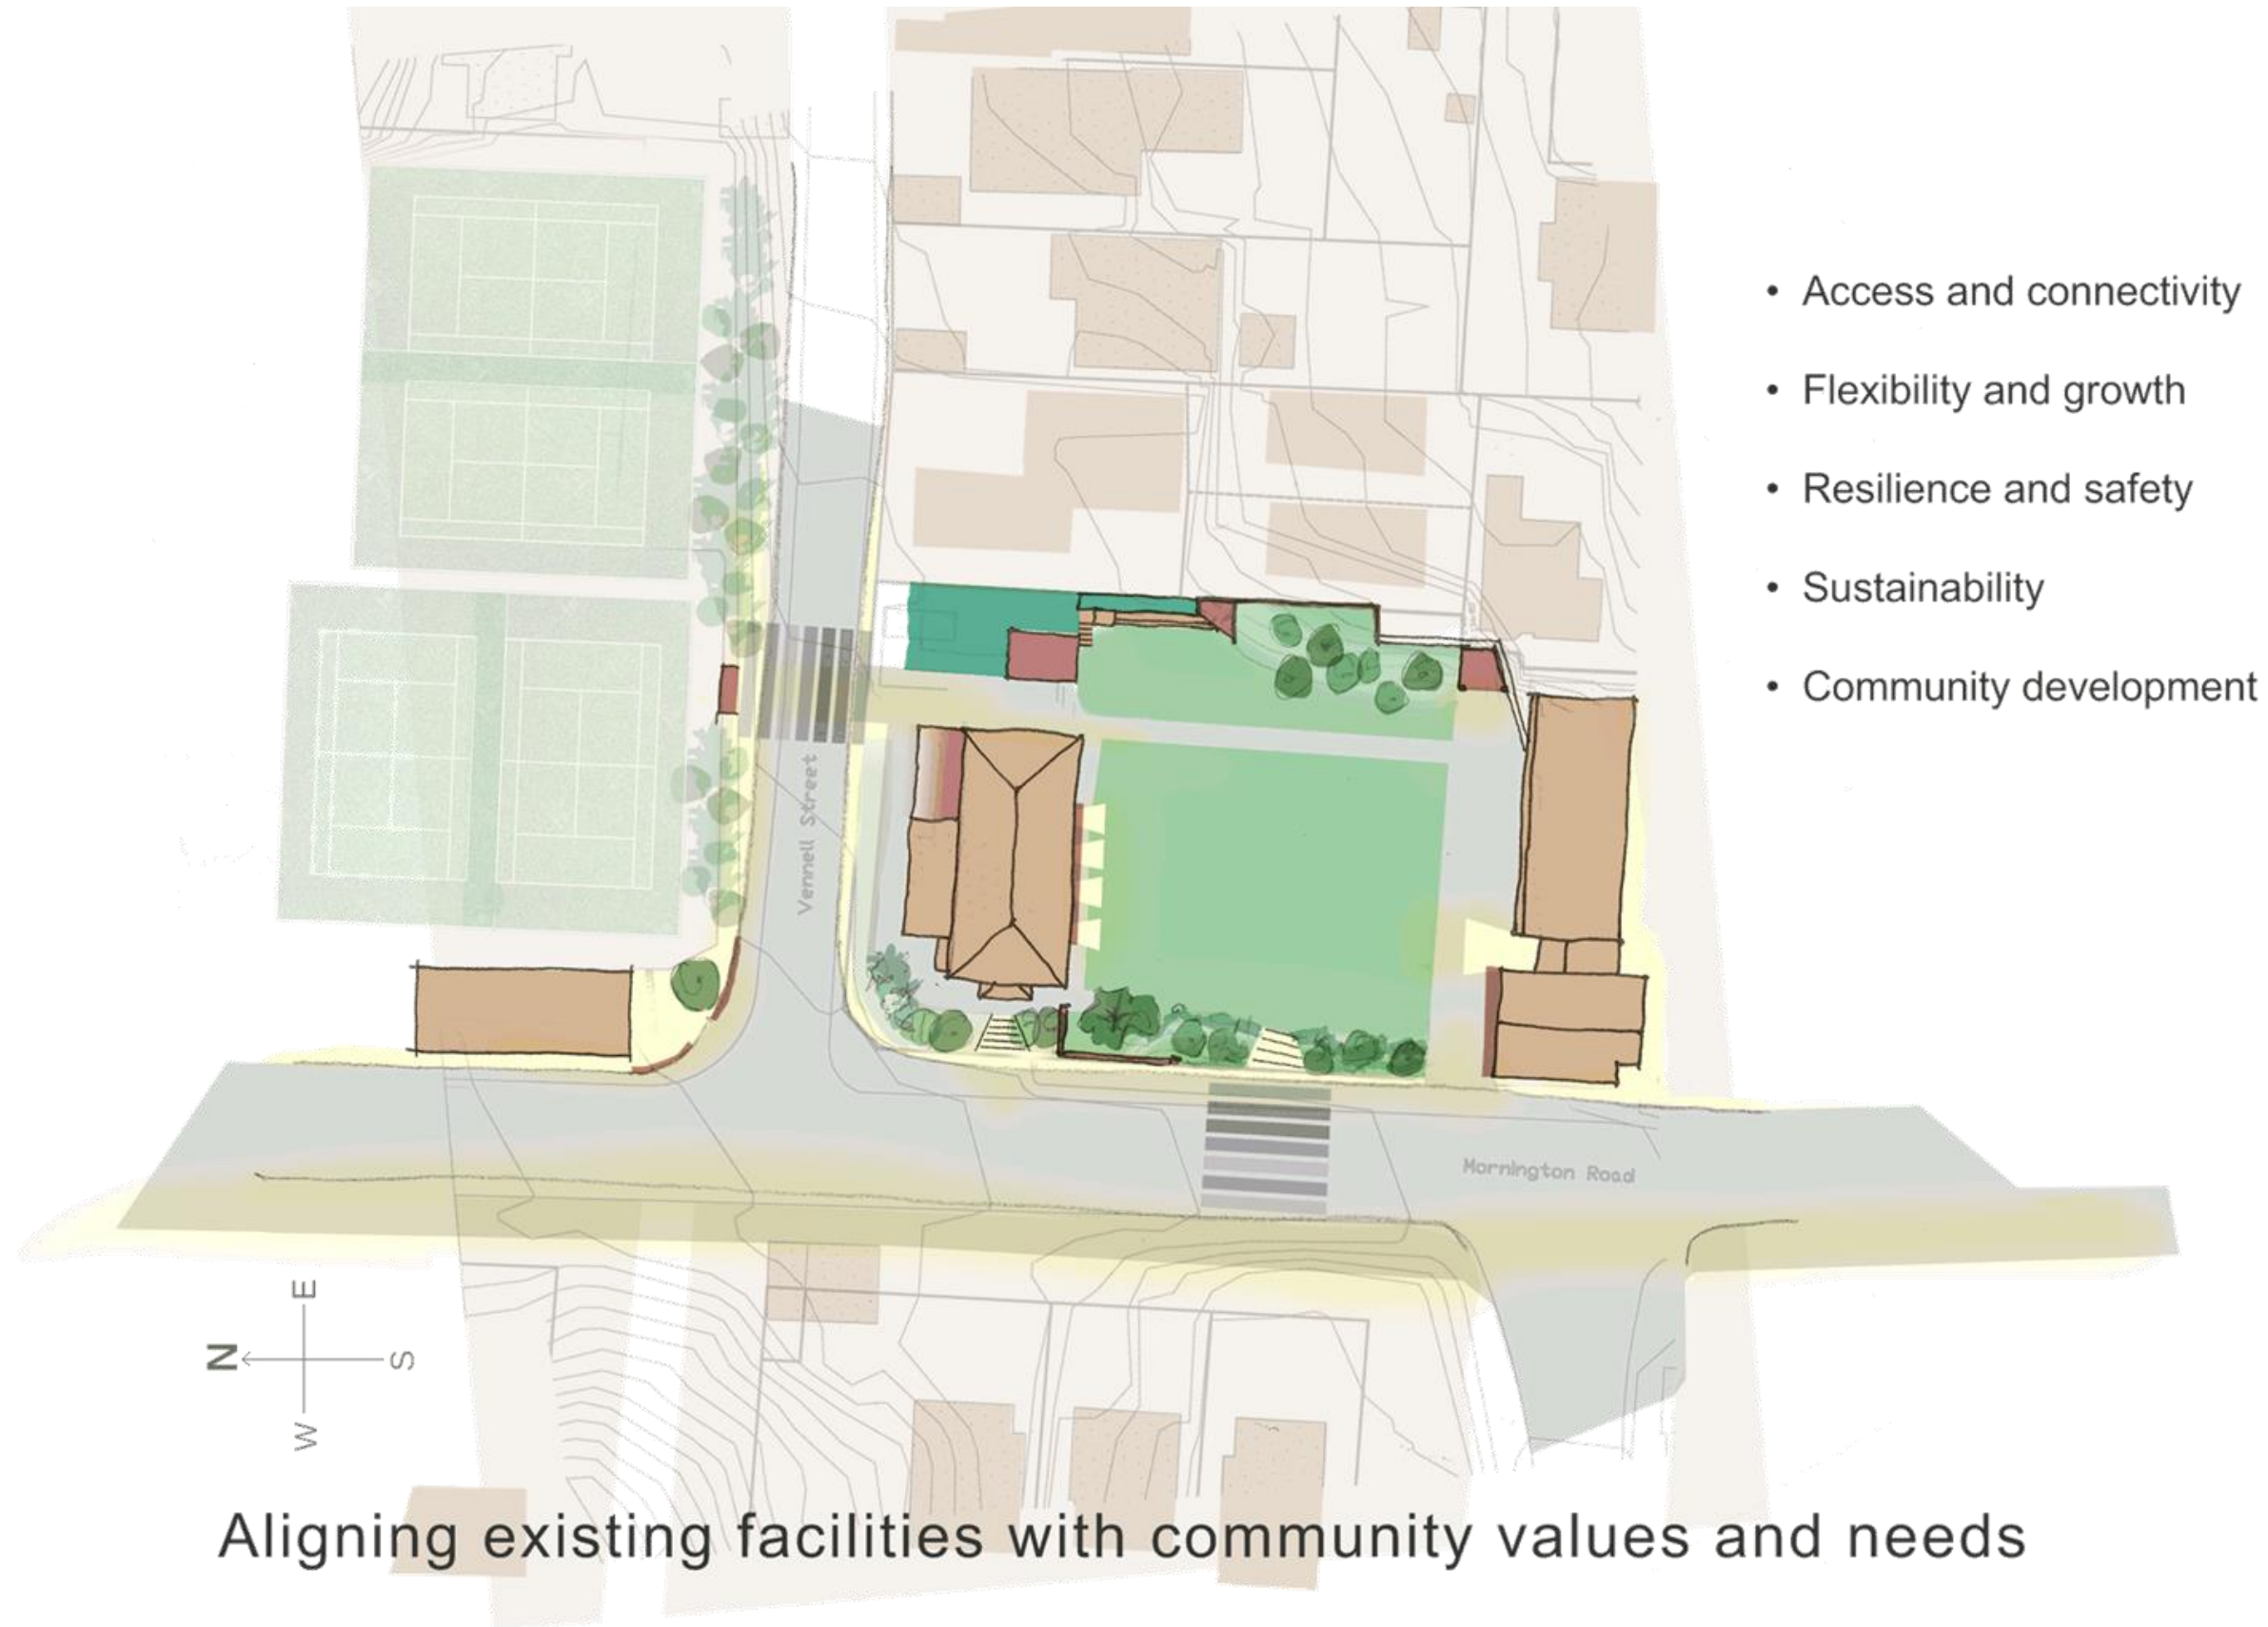 • Access and connectivity
• Flexibility and growth
• Resilience and safety
• Sustainability
• Community development
Vennell Street
Mornington Road
E
N
S
W
Aligning existing facilities with community values and needs